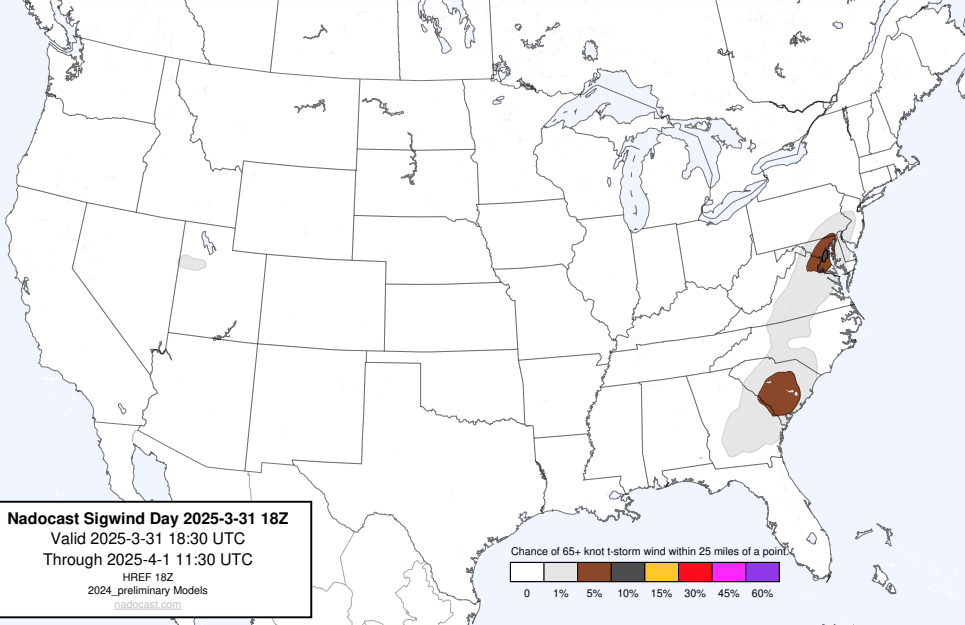 Nadocast Sigwind Day 2025-3-31 18Z
Valid 2025-3-31 18:30 UTC
Through 2025-4-1 11:30 UTC
HREF 18Z
2024_preliminary Models
nadocast.com
Chance of 65+ knot t-storm wind within 25 miles of a point.
0 1% 5% 10% 15% 30% 45% 60%